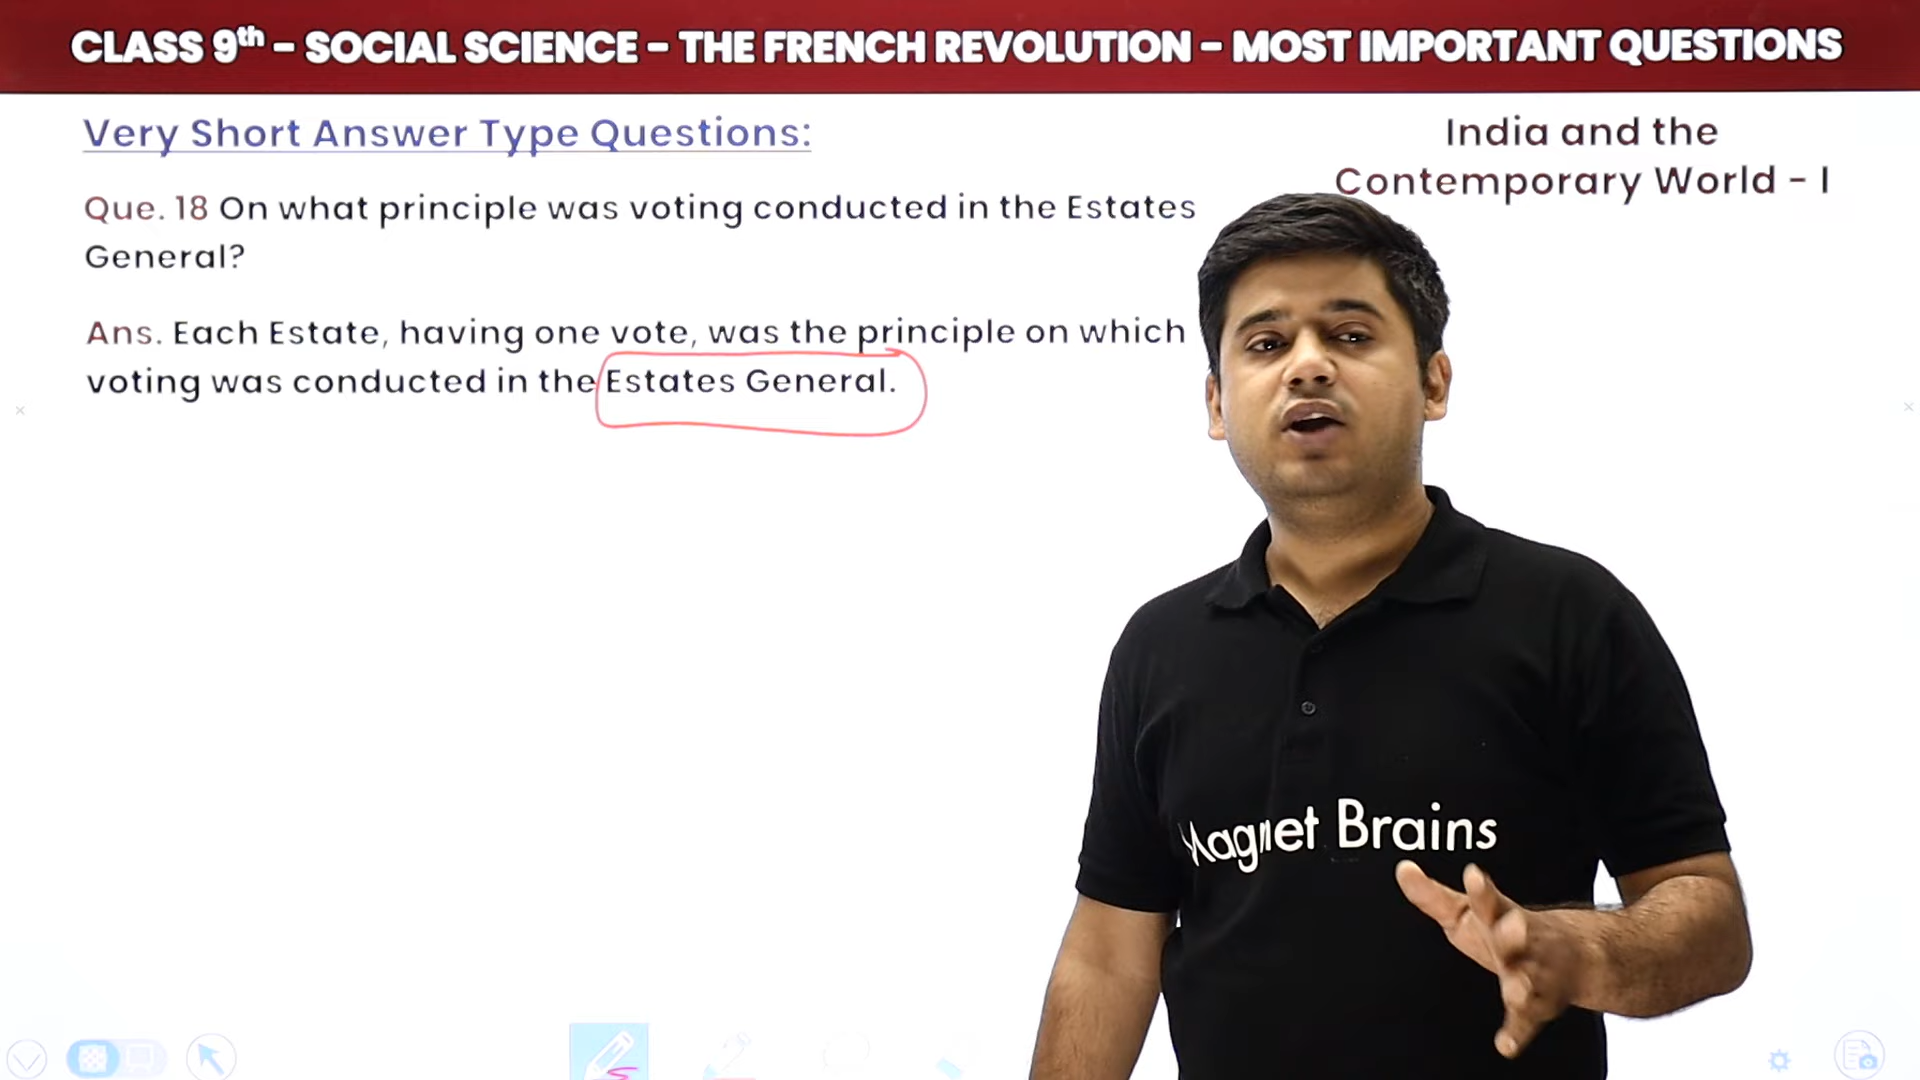 CLASS 9th – SOCIAL SCIENCE – THE FRENCH REVOLUTION – MOST IMPORTANT QUESTIONS
Very Short Answer Type Questions:
India and the
Contemporary World - I
Que. 18 On what principle was voting conducted in the Estates
General?
Ans. Each Estate, having one vote, was the principle on which
voting was conducted in the Estates General.
Magnet Brains